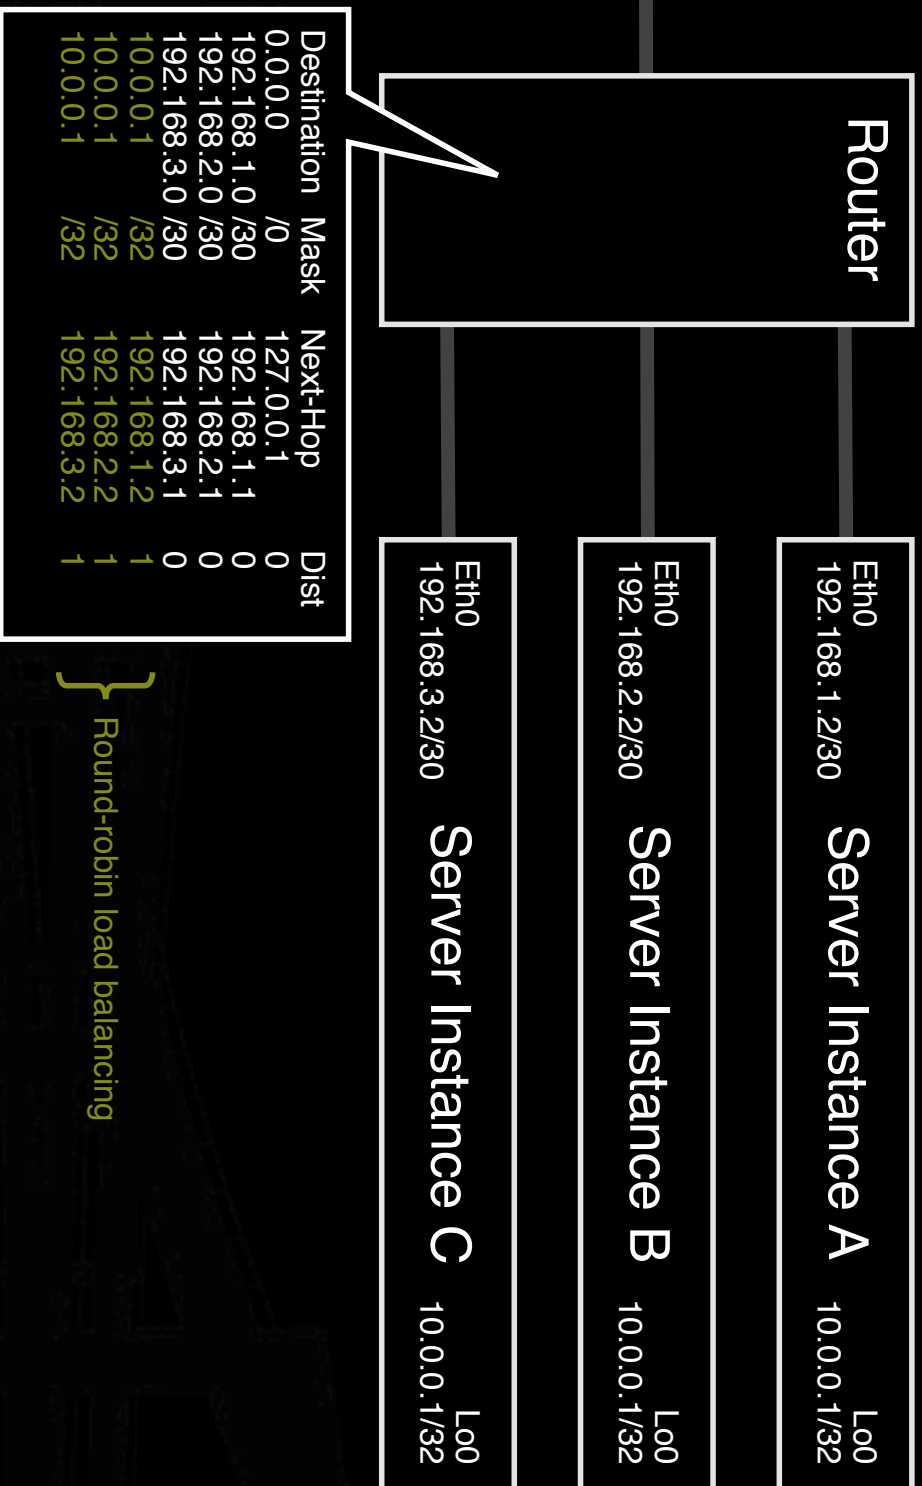 Router
Eth0
192.168.1.2/30
Server Instance A
Lo0
10.0.0.1/32
Eth0
192.168.2.2/30
Server Instance B
Lo0
10.0.0.1/32
Eth0
192.168.3.2/30
Server Instance C
Lo0
10.0.0.1/32
Destination Mask Next-Hop Dist
0.0.0.0 /0 127.0.0.1 0
192.168.1.0 /30 192.168.1.1 0
192.168.2.0 /30 192.168.2.1 0
192.168.3.0 /30 192.168.3.1 0
10.0.0.1 /32 192.168.1.2 1
10.0.0.1 /32 192.168.2.2 1
10.0.0.1 /32 192.168.3.2 1
Round-robin load balancing